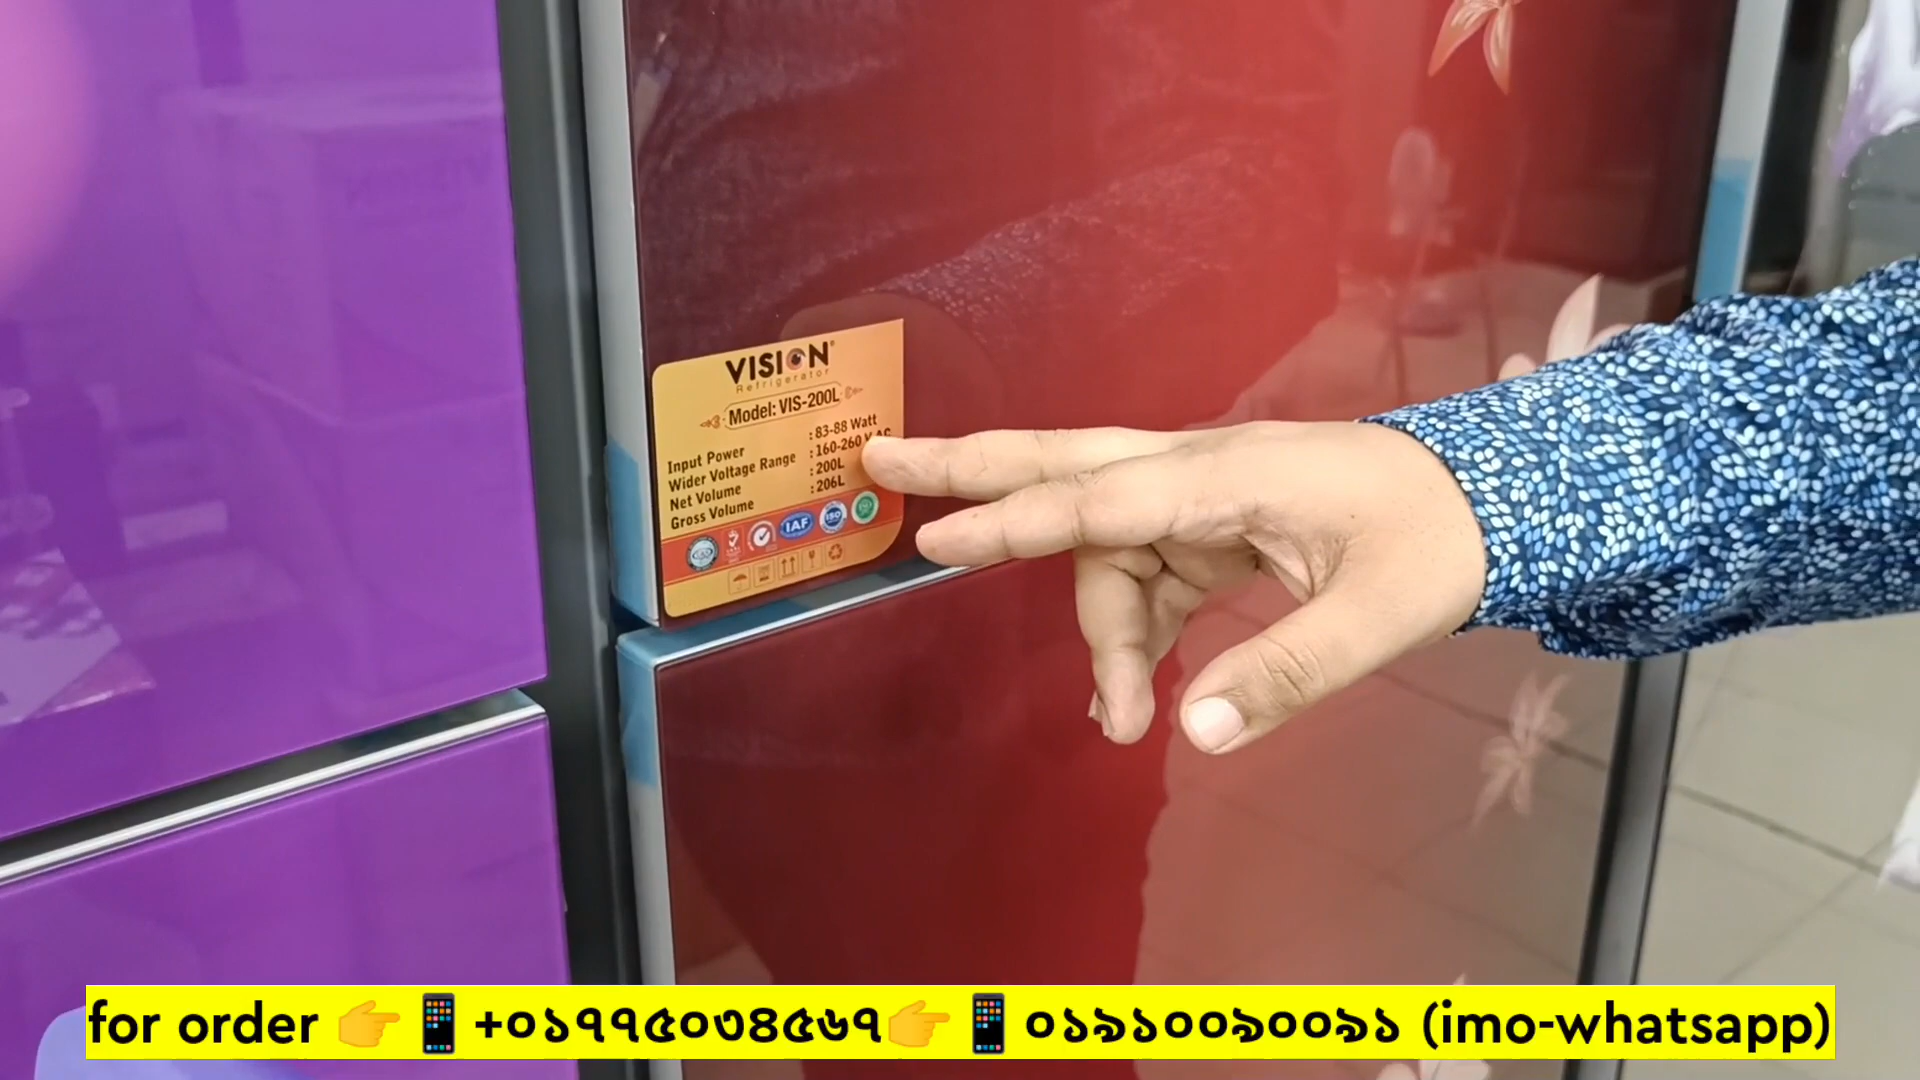 VISION
Refrigerator
Model: VIS-200L
Input Power : 83-88 Watt
Wider Voltage Range : 160-260 V AC
Net Volume : 200L
Gross Volume : 206L
IAF ISO
for order 👉📱+০১৭৭৫০৩৪৫৬৭👉📱 ০১৯১০০৯০০৯১ (imo-whatsapp)